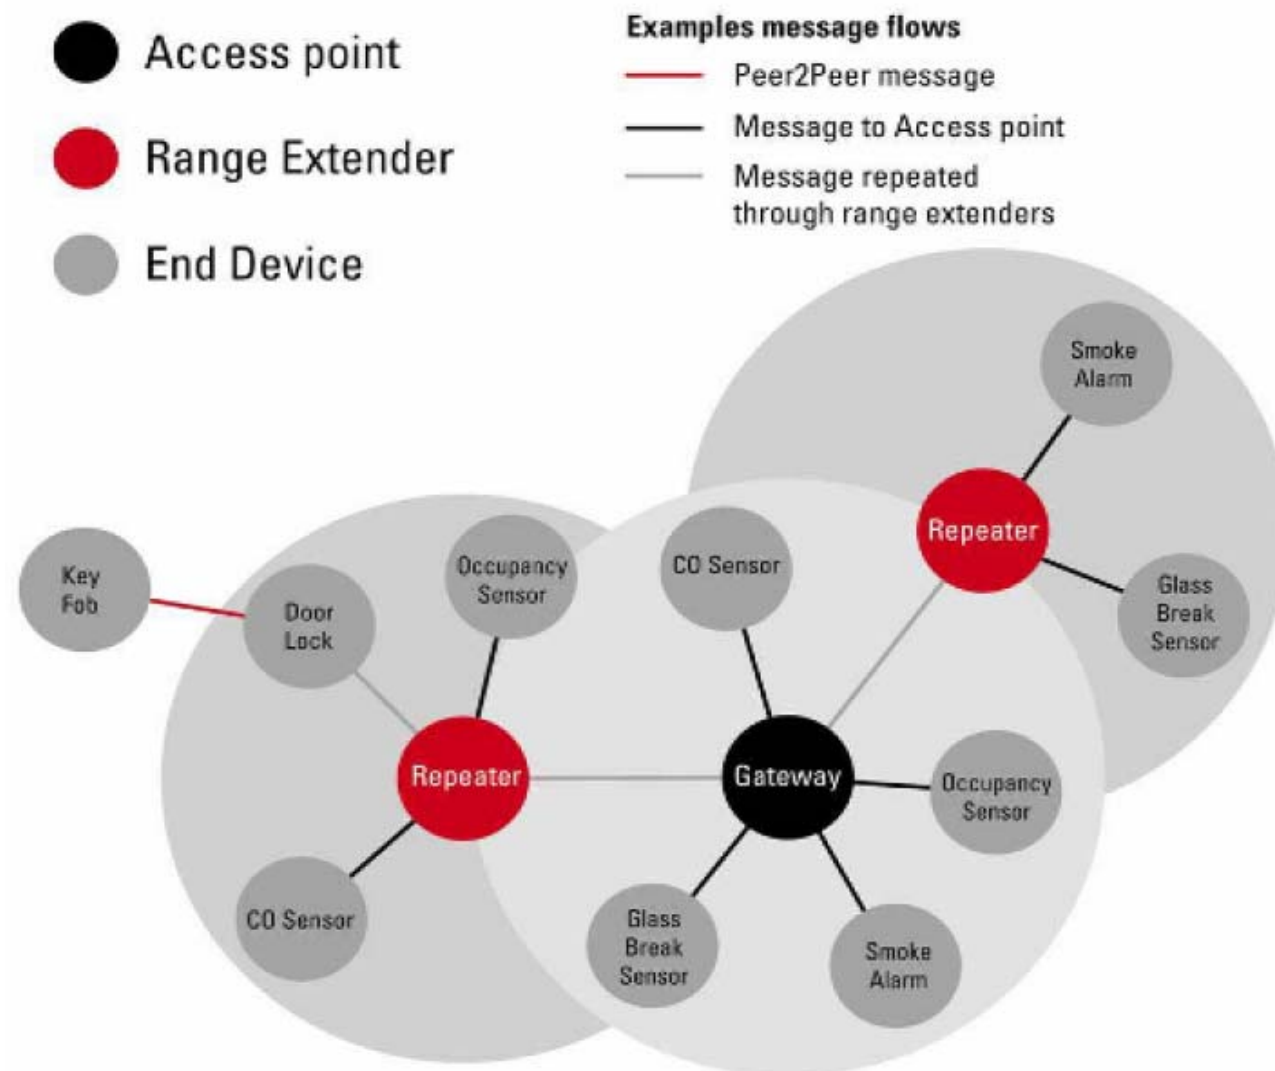 Access point
Range Extender
End Device
Examples message flows
Peer2Peer message
Message to Access point
Message repeated
through range extenders
Smoke
Alarm
Repeater
Glass
Break
Sensor
Key
Fob
Door
Lock
Occupancy
Sensor
CO Sensor
Repeater
Gateway
Occupancy
Sensor
CO Sensor
Glass
Break
Sensor
Smoke
Alarm